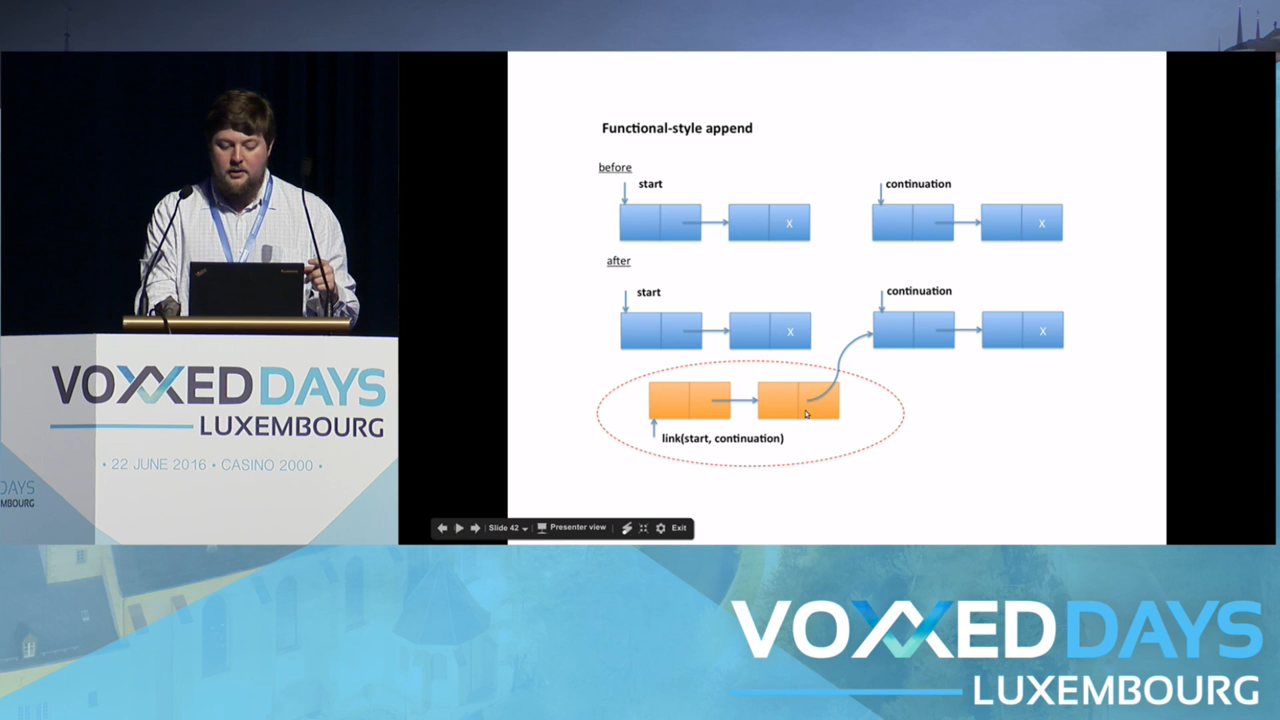 Functional-style append
before
start
continuation
X
X
after
start
continuation
X
X
link(start, continuation)
Slide 42
Presenter view
Exit
VOXXED DAYS
LUXEMBOURG
• 22 JUNE 2016 • CASINO 2000 •
DAYS
MBOURG
VOXXED DAYS
LUXEMBOURG